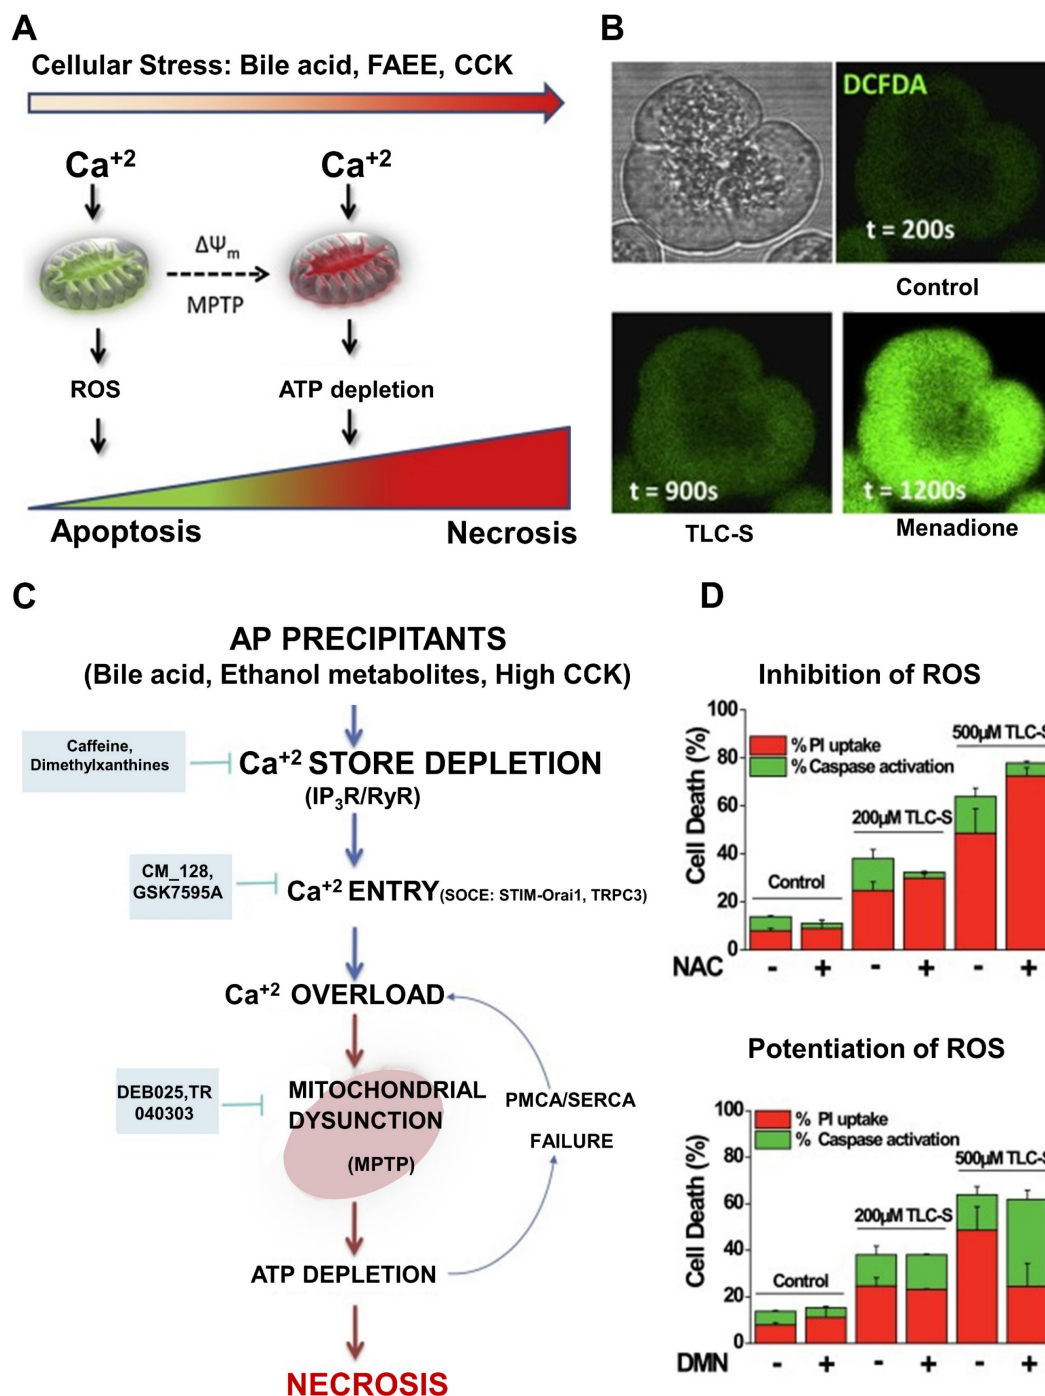 A
Cellular Stress: Bile acid, FAEE, CCK
Ca+2
Ca+2
ΔΨm
MPTP
ROS
ATP depletion
Apoptosis
Necrosis
B
DCFDA
t = 200s
Control
t = 900s
t = 1200s
TLC-S
Menadione
C
AP PRECIPITANTS
(Bile acid, Ethanol metabolites, High CCK)
Caffeine,
Dimethylxanthines
Ca+2 STORE DEPLETION
(IP3R/RyR)
CM_128,
GSK7595A
Ca+2 ENTRY(SOCE: STIM-Orai1, TRPC3)
Ca+2 OVERLOAD
DEB025,TR
040303
MITOCHONDRIAL
DYSUNCTION
(MPTP)
PMCA/SERCA
FAILURE
ATP DEPLETION
NECROSIS
D
Inhibition of ROS
Cell Death (%)
100
80
60
40
20
0
% PI uptake
% Caspase activation
500µM TLC-S
200µM TLC-S
Control
NAC - + - + - +
Potentiation of ROS
Cell Death (%)
100
80
60
40
20
0
% PI uptake
% Caspase activation
500µM TLC-S
200µM TLC-S
Control
DMN - + - + - +